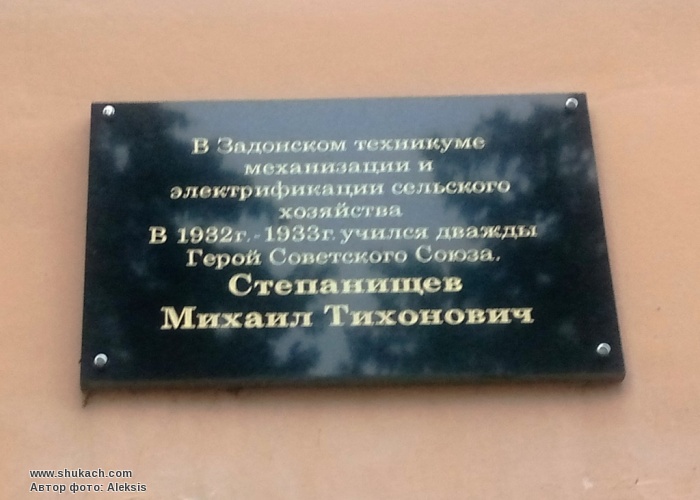 В Задонском техникуме
механизации и
электрификации сельского
хозяйства
В 1932г.-1933г. учился дважды
Герой Советского Союза,
Степанищев
Михаил Тихонович
www.shukach.com
Автор фото: Aleksis